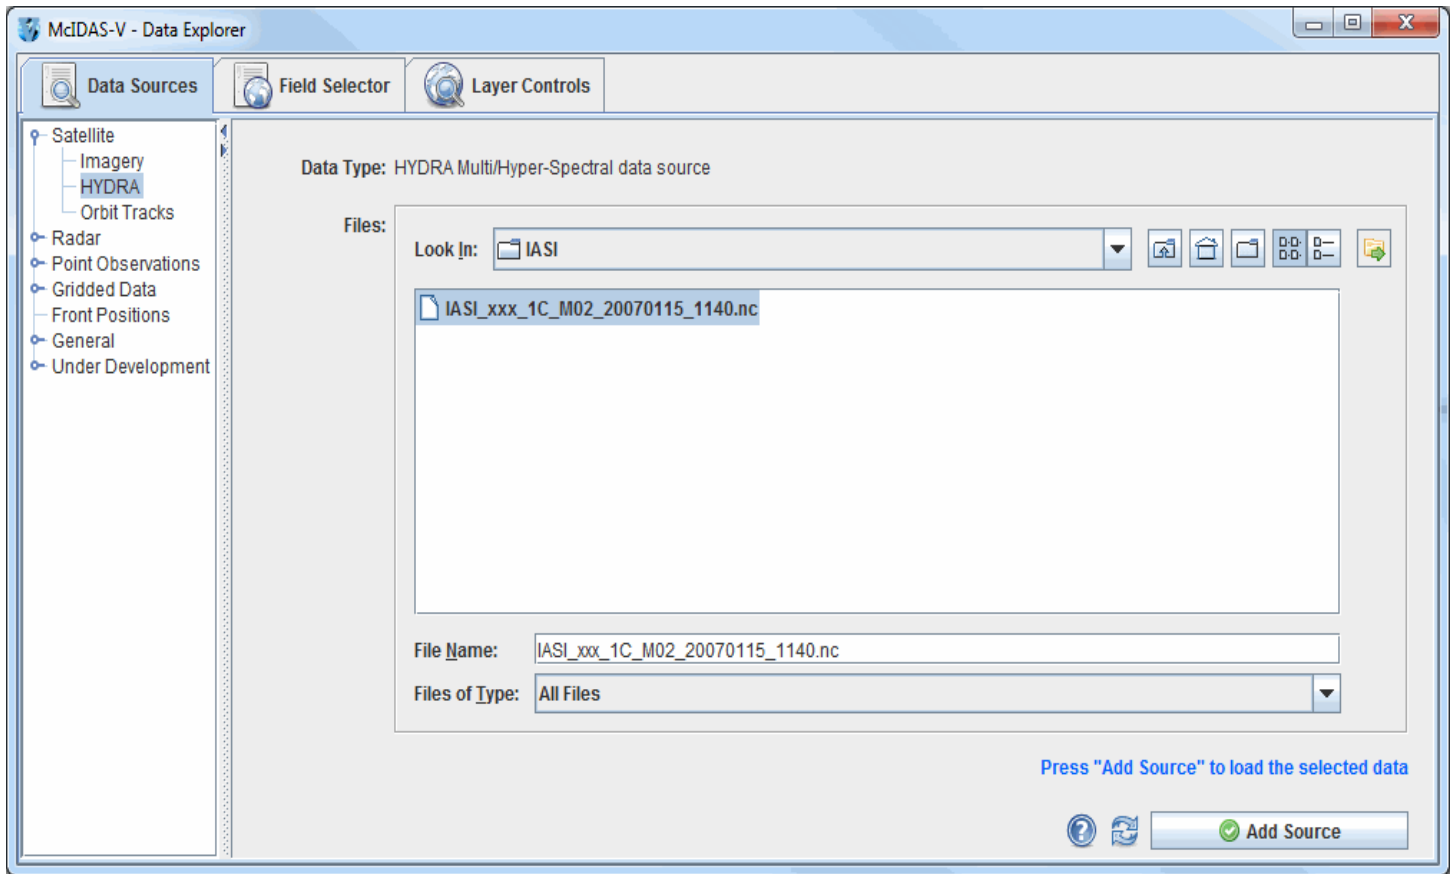 McIDAS-V - Data Explorer
Data Sources
Field Selector
Layer Controls
Satellite
Imagery
HYDRA
Orbit Tracks
Radar
Point Observations
Gridded Data
Front Positions
General
Under Development
Data Type: HYDRA Multi/Hyper-Spectral data source
Files:
Look In: IASI
IASI_xxx_1C_M02_20070115_1140.nc
File Name: IASI_xxx_1C_M02_20070115_1140.nc
Files of Type: All Files
Press "Add Source" to load the selected data
Add Source